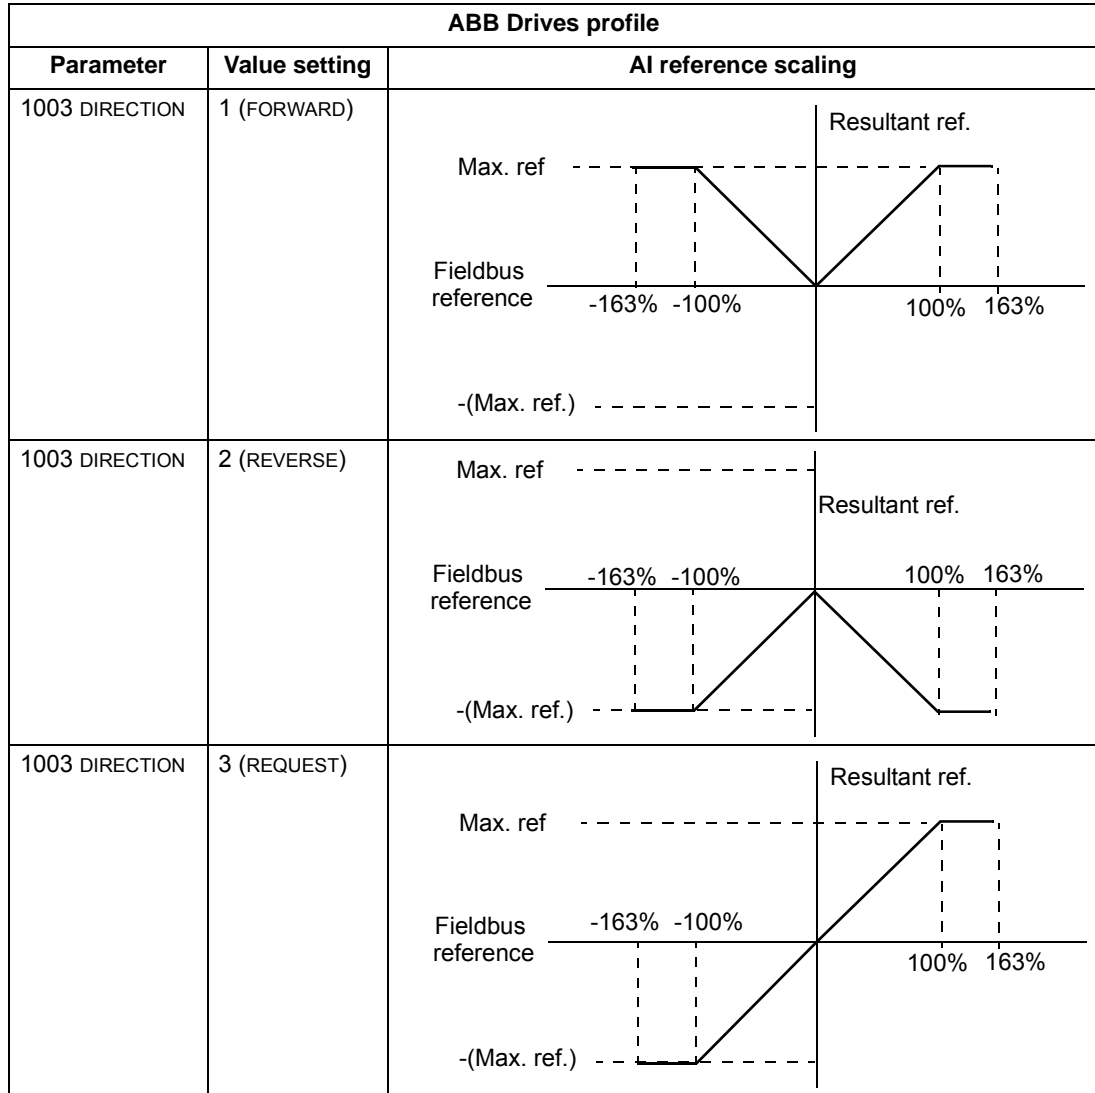 ABB Drives profile
Parameter
Value setting
AI reference scaling
1003 DIRECTION
1 (FORWARD)
Resultant ref.
Max. ref
Fieldbus
reference
-163% -100%
100% 163%
-(Max. ref.)
1003 DIRECTION
2 (REVERSE)
Max. ref
Resultant ref.
Fieldbus
reference
-163% -100%
100% 163%
-(Max. ref.)
1003 DIRECTION
3 (REQUEST)
Resultant ref.
Max. ref
-163% -100%
Fieldbus
reference
100% 163%
-(Max. ref.)